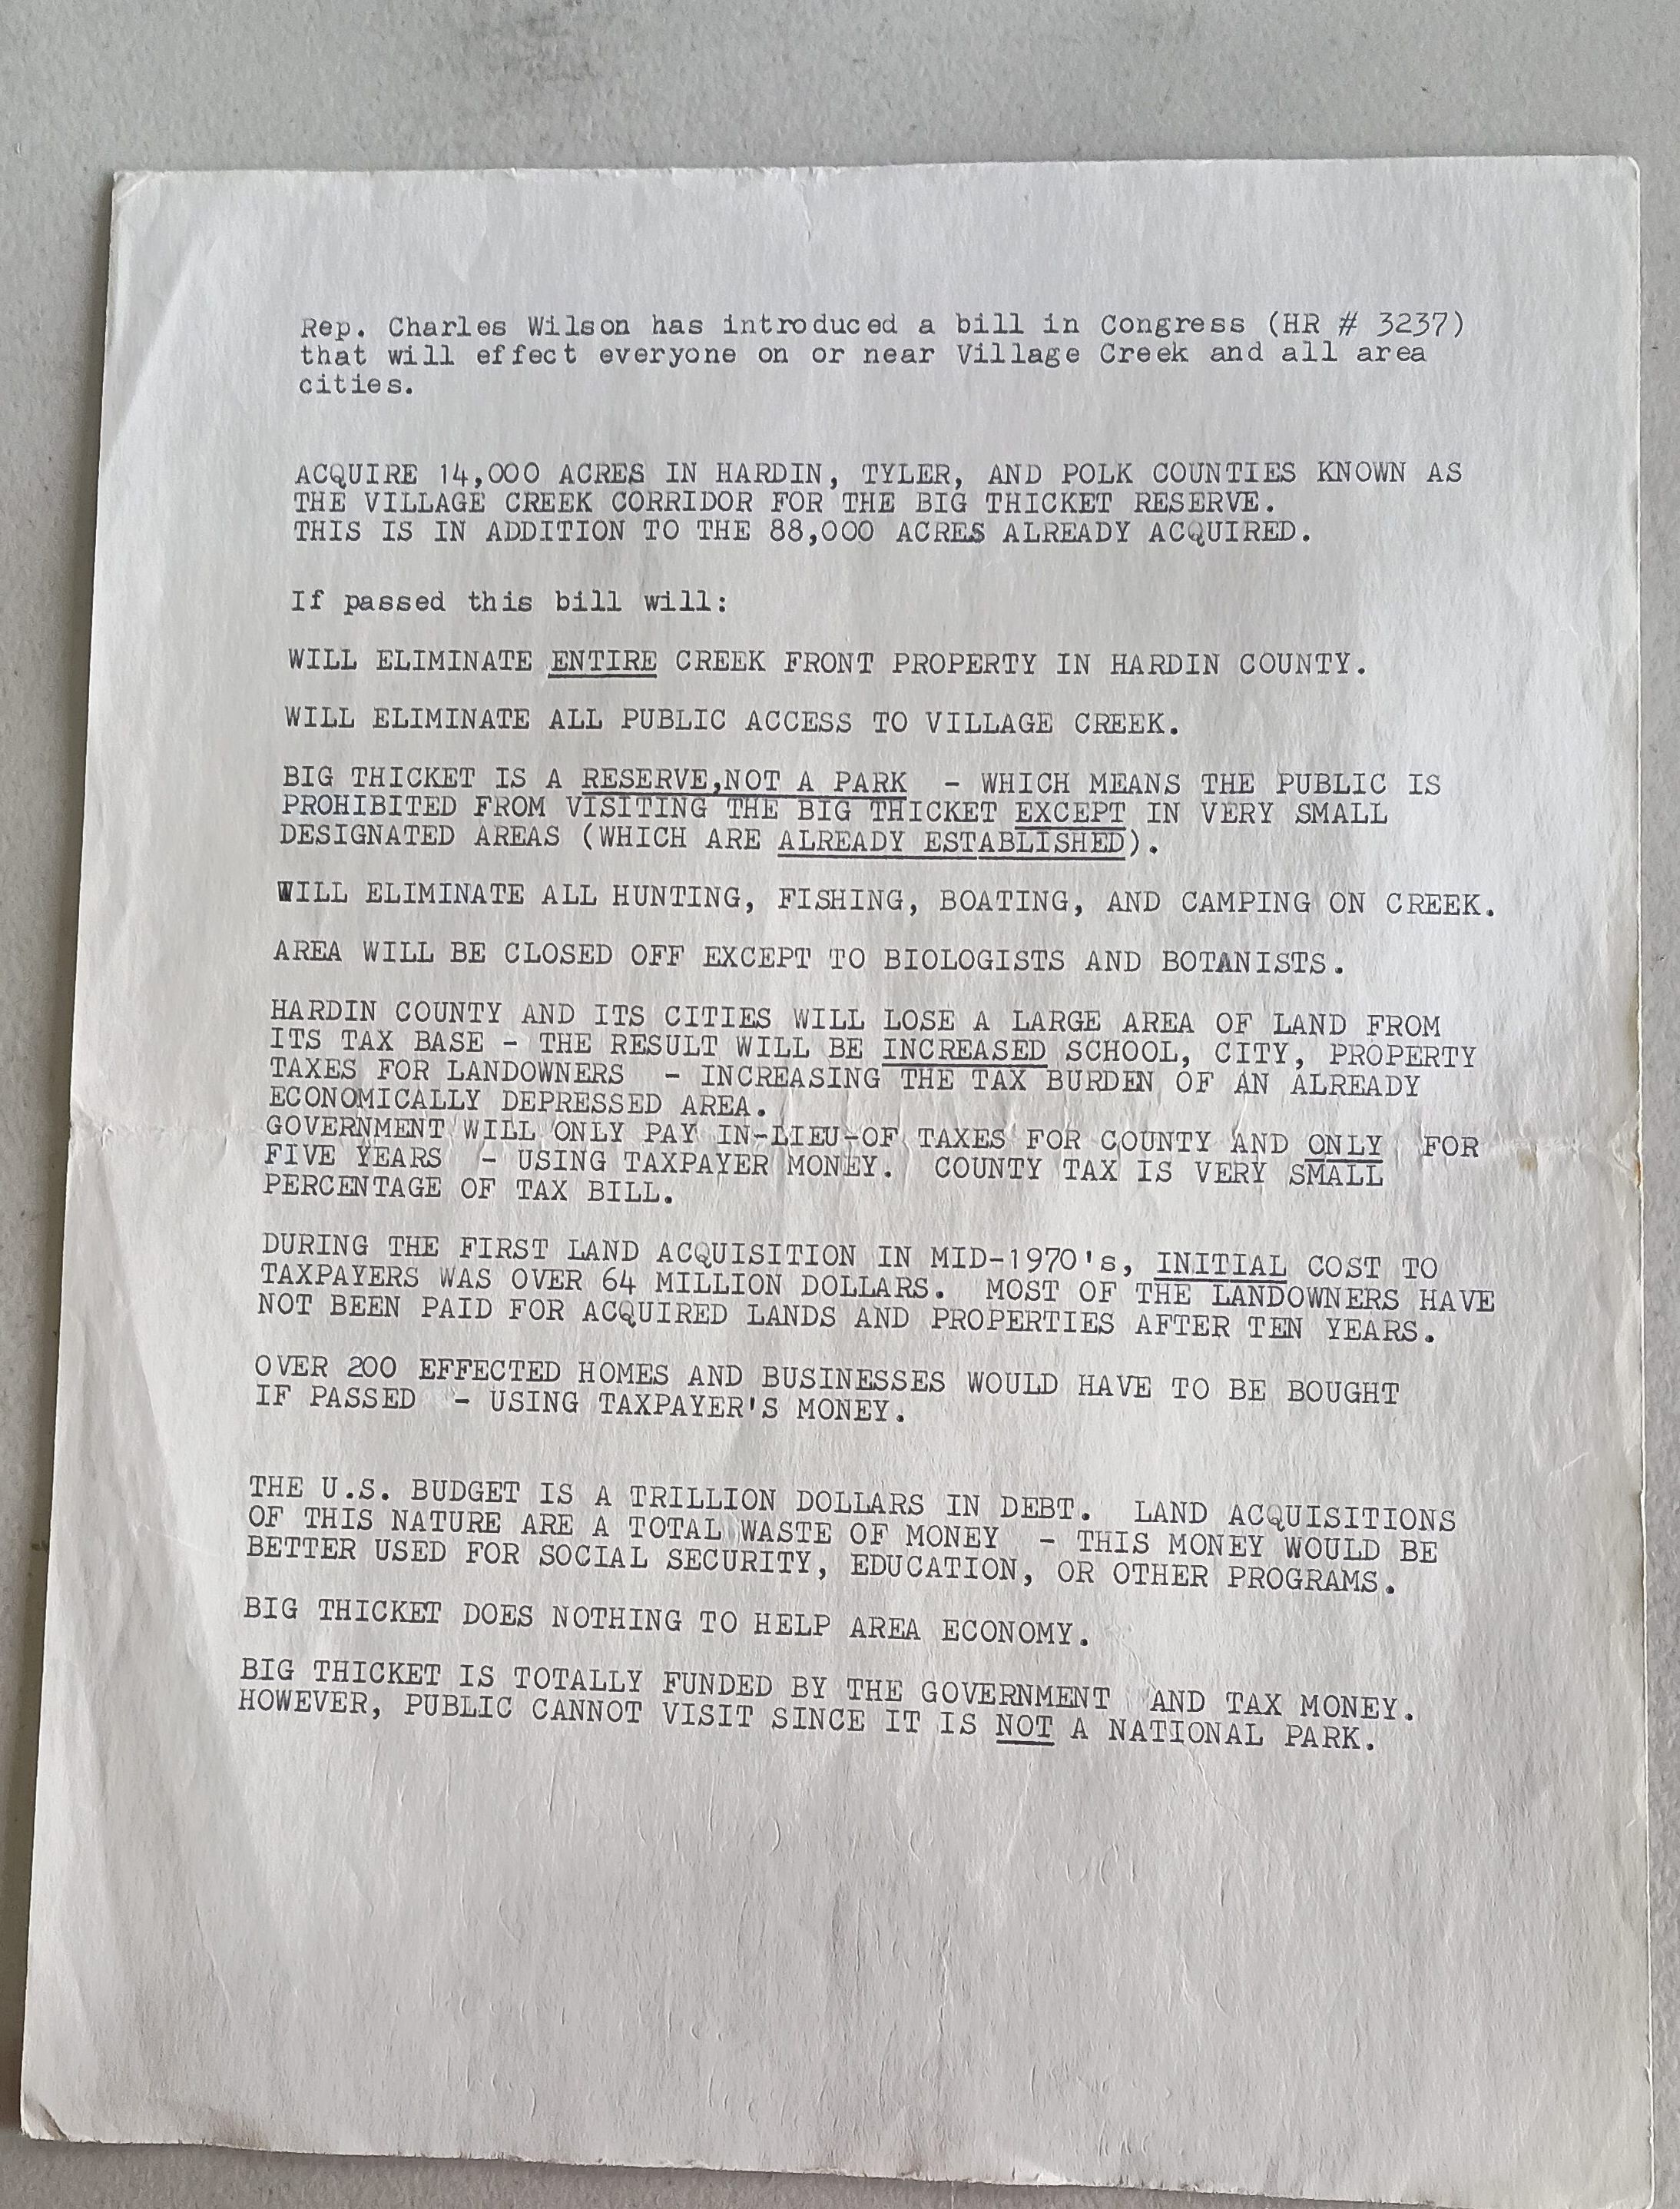 Rep. Charles Wilson has introduced a bill in Congress (HR # 3237)
that will effect everyone on or near Village Creek and all area
cities.
ACQUIRE 14,000 ACRES IN HARDIN, TYLER, AND POLK COUNTIES KNOWN AS
THE VILLAGE CREEK CORRIDOR FOR THE BIG THICKET RESERVE.
THIS IS IN ADDITION TO THE 88,000 ACRES ALREADY ACQUIRED.
If passed this bill will:
WILL ELIMINATE ENTIRE CREEK FRONT PROPERTY IN HARDIN COUNTY.
WILL ELIMINATE ALL PUBLIC ACCESS TO VILLAGE CREEK.
BIG THICKET IS A RESERVE,NOT A PARK - WHICH MEANS THE PUBLIC IS
PROHIBITED FROM VISITING THE BIG THICKET EXCEPT IN VERY SMALL
DESIGNATED AREAS (WHICH ARE ALREADY ESTABLISHED).
WILL ELIMINATE ALL HUNTING, FISHING, BOATING, AND CAMPING ON CREEK.
AREA WILL BE CLOSED OFF EXCEPT TO BIOLOGISTS AND BOTANISTS.
HARDIN COUNTY AND ITS CITIES WILL LOSE A LARGE AREA OF LAND FROM
ITS TAX BASE - THE RESULT WILL BE INCREASED SCHOOL, CITY, PROPERTY
TAXES FOR LANDOWNERS - INCREASING THE TAX BURDEN OF AN ALREADY
ECONOMICALLY DEPRESSED AREA.
GOVERNMENT WILL ONLY PAY IN-LIEU-OF TAXES FOR COUNTY AND ONLY FOR
FIVE YEARS - USING TAXPAYER MONEY. COUNTY TAX IS VERY SMALL
PERCENTAGE OF TAX BILL.
DURING THE FIRST LAND ACQUISITION IN MID-1970's, INITIAL COST TO
TAXPAYERS WAS OVER 64 MILLION DOLLARS. MOST OF THE LANDOWNERS HAVE
NOT BEEN PAID FOR ACQUIRED LANDS AND PROPERTIES AFTER TEN YEARS.
OVER 200 EFFECTED HOMES AND BUSINESSES WOULD HAVE TO BE BOUGHT
IF PASSED - USING TAXPAYER'S MONEY.
THE U.S. BUDGET IS A TRILLION DOLLARS IN DEBT. LAND ACQUISITIONS
OF THIS NATURE ARE A TOTAL WASTE OF MONEY - THIS MONEY WOULD BE
BETTER USED FOR SOCIAL SECURITY, EDUCATION, OR OTHER PROGRAMS.
BIG THICKET DOES NOTHING TO HELP AREA ECONOMY.
BIG THICKET IS TOTALLY FUNDED BY THE GOVERNMENT AND TAX MONEY.
HOWEVER, PUBLIC CANNOT VISIT SINCE IT IS NOT A NATIONAL PARK.